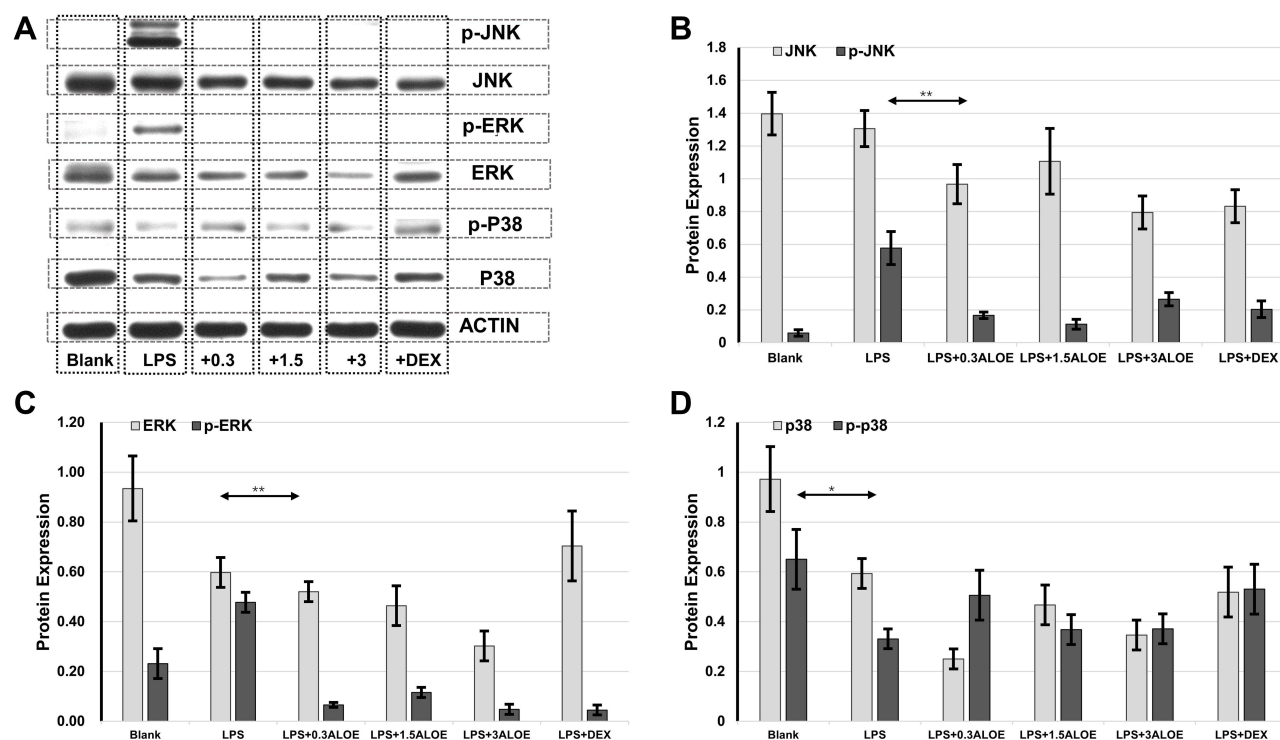 A
p-JNK
JNK
p-ERK
ERK
p-P38
P38
ACTIN
Blank LPS +0.3 +1.5 +3 +DEX
B
JNK p-JNK
Protein Expression
1.8
1.6
1.4
1.2
1
0.8
0.6
0.4
0.2
0
**
Blank LPS LPS+0.3ALOE LPS+1.5ALOE LPS+3ALOE LPS+DEX
C
ERK p-ERK
Protein Expression
1.20
1.00
0.80
0.60
0.40
0.20
0.00
**
Blank LPS LPS+0.3ALOE LPS+1.5ALOE LPS+3ALOE LPS+DEX
D
p38 p-p38
Protein Expression
1.2
1
0.8
0.6
0.4
0.2
0
*
Blank LPS LPS+0.3ALOE LPS+1.5ALOE LPS+3ALOE LPS+DEX